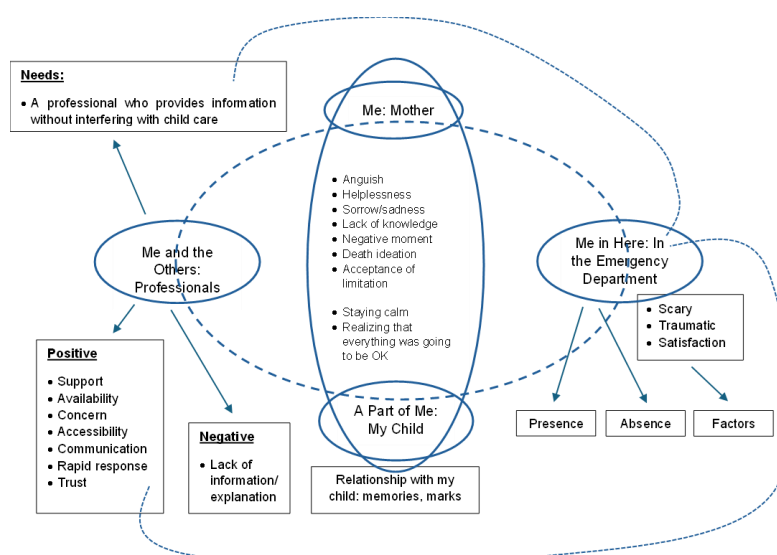 Needs:
• A professional who provides information
without interfering with child care
Me: Mother
• Anguish
• Helplessness
• Sorrow/sadness
• Lack of knowledge
• Negative moment
• Death ideation
• Acceptance of
limitation
• Staying calm
• Realizing that
everything was going
to be OK
Me and the
Others:
Professionals
Me in Here: In
the Emergency
Department
• Scary
• Traumatic
• Satisfaction
Positive
• Support
• Availability
• Concern
• Accessibility
• Communication
• Rapid response
• Trust
Negative
• Lack of
information/
explanation
A Part of Me:
My Child
Relationship with my
child: memories, marks
Presence
Absence
Factors